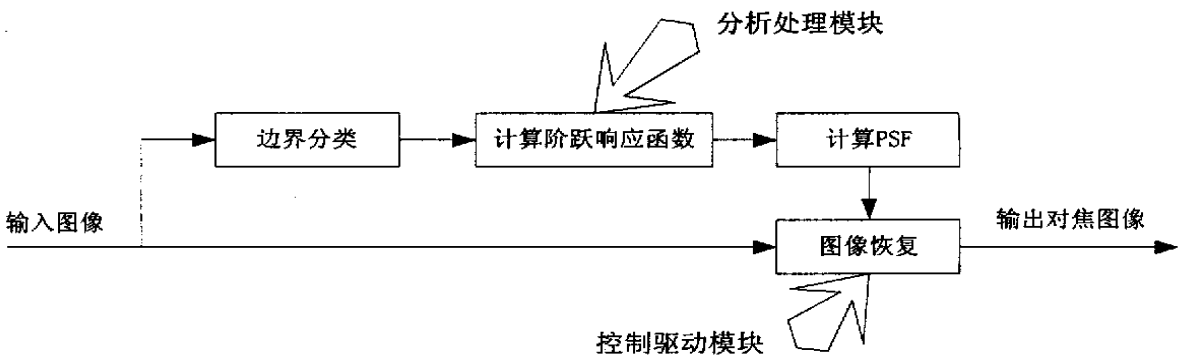 分析处理模块
边界分类
计算阶跃响应函数
计算PSF
输入图像
输出对焦图像
图像恢复
控制驱动模块